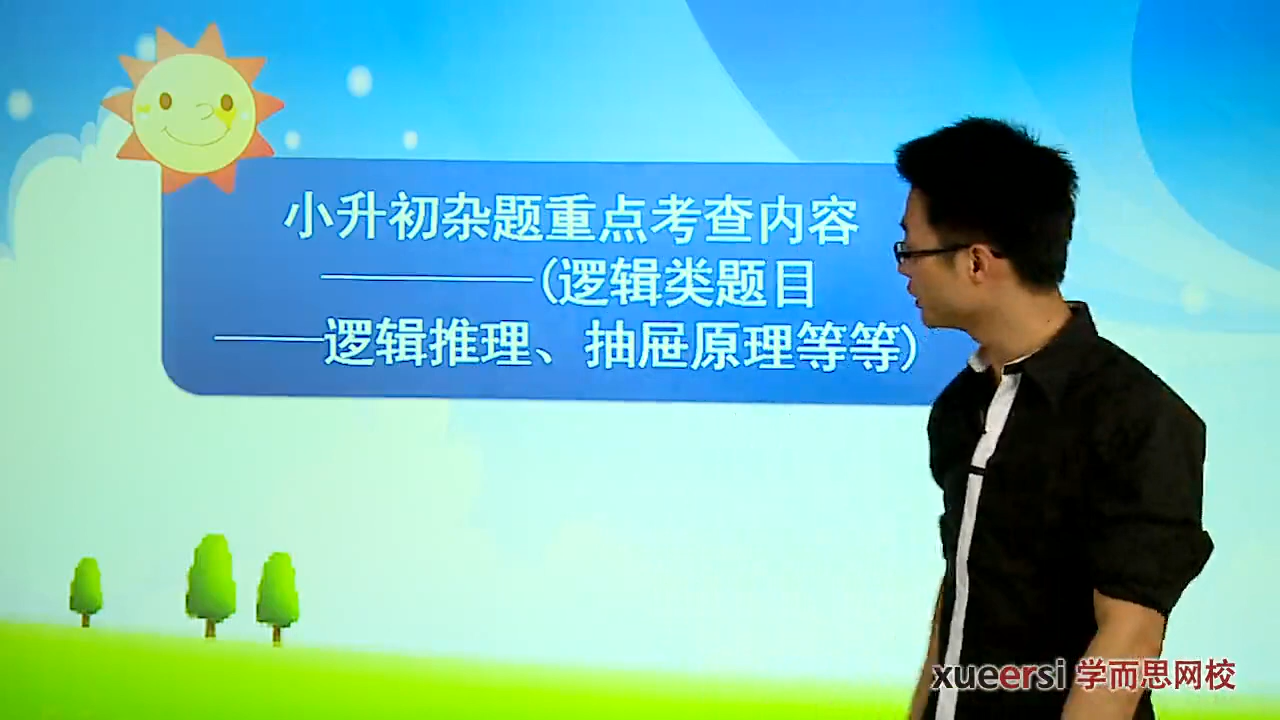 小升初杂题重点考查内容
————(逻辑类题目
——逻辑推理、抽屉原理等等)
xueersi 学而思网校